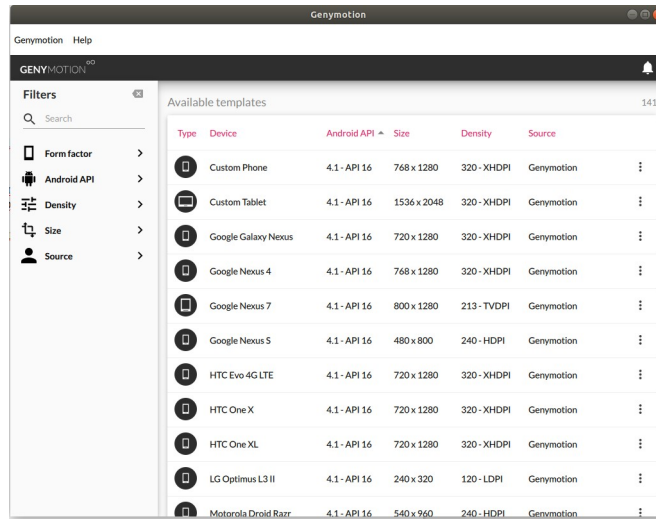 Genymotion
Genymotion Help
GENYMOTION
Filters
Search
Form factor
Android API
Density
Size
Source
Available templates 141
Type Device Android API Size Density Source
Custom Phone 4.1 - API 16 768 x 1280 320 - XHDPI Genymotion
Custom Tablet 4.1 - API 16 1536 x 2048 320 - XHDPI Genymotion
Google Galaxy Nexus 4.1 - API 16 720 x 1280 320 - XHDPI Genymotion
Google Nexus 4 4.1 - API 16 768 x 1280 320 - XHDPI Genymotion
Google Nexus 7 4.1 - API 16 800 x 1280 213 - TVDPI Genymotion
Google Nexus S 4.1 - API 16 480 x 800 240 - HDPI Genymotion
HTC Evo 4G LTE 4.1 - API 16 720 x 1280 320 - XHDPI Genymotion
HTC One X 4.1 - API 16 720 x 1280 320 - XHDPI Genymotion
HTC One XL 4.1 - API 16 720 x 1280 320 - XHDPI Genymotion
LG Optimus L3 II 4.1 - API 16 240 x 320 120 - LDPI Genymotion
Motorola Droid Razr 4.1 - API 16 540 x 960 240 - HDPI Genymotion